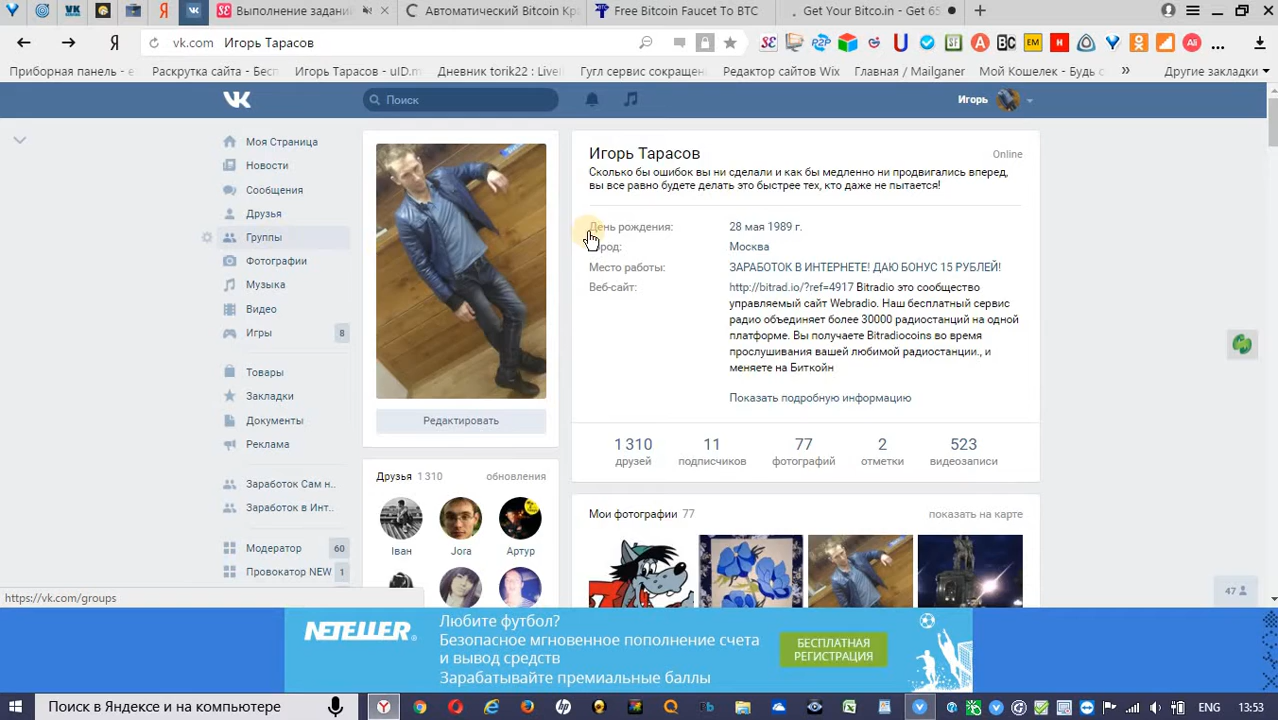 Выполнение заданий
Автоматический Bitcoin Кр
Free Bitcoin Faucet To BTC
Get Your Bitco.in - Get 65
vk.com Игорь Тарасов
Приборная панель - e
Раскрутка сайта - Бесп
Игорь Тарасов - uID.m
Дневник torik22 : LiveI
Гугл сервис сокращен
Редактор сайтов Wix
Главная / Mailganer
Мой Кошелек - Будь с
»
Другие закладки
Поиск
Игорь
Моя Страница
Новости
Сообщения
Друзья
Группы
Фотографии
Музыка
Видео
Игры 8
Товары
Закладки
Документы
Реклама
Заработок Сам н..
Заработок в Инт..
Модератор 60
Провокатор NEW 1
https://vk.com/groups
Редактировать
Друзья 1 310 обновления
Іван Jora Артур
Игорь Тарасов Online
Сколько бы ошибок вы ни сделали и как бы медленно ни продвигались вперед,
вы все равно будете делать это быстрее тех, кто даже не пытается!
День рождения: 28 мая 1989 г.
ород: Москва
Место работы: ЗАРАБОТОК В ИНТЕРНЕТЕ! ДАЮ БОНУС 15 РУБЛЕЙ!
Веб-сайт: http://bitrad.io/?ref=4917 Bitradio это сообщество
управляемый сайт Webradio. Наш бесплатный сервис
радио объединяет более 30000 радиостанций на одной
платформе. Вы получаете Bitradiocoins во время
прослушивания вашей любимой радиостанции., и
меняете на Биткойн
Показать подробную информацию
1 310 11 77 2 523
друзей подписчиков фотографий отметки видеозаписи
Мои фотографии 77 показать на карте
47
NETELLER
Любите футбол?
Безопасное мгновенное пополнение счета
и вывод средств
Зарабатывайте премиальные баллы
БЕСПЛАТНАЯ
РЕГИСТРАЦИЯ
Поиск в Яндексе и на компьютере
ENG 13:53